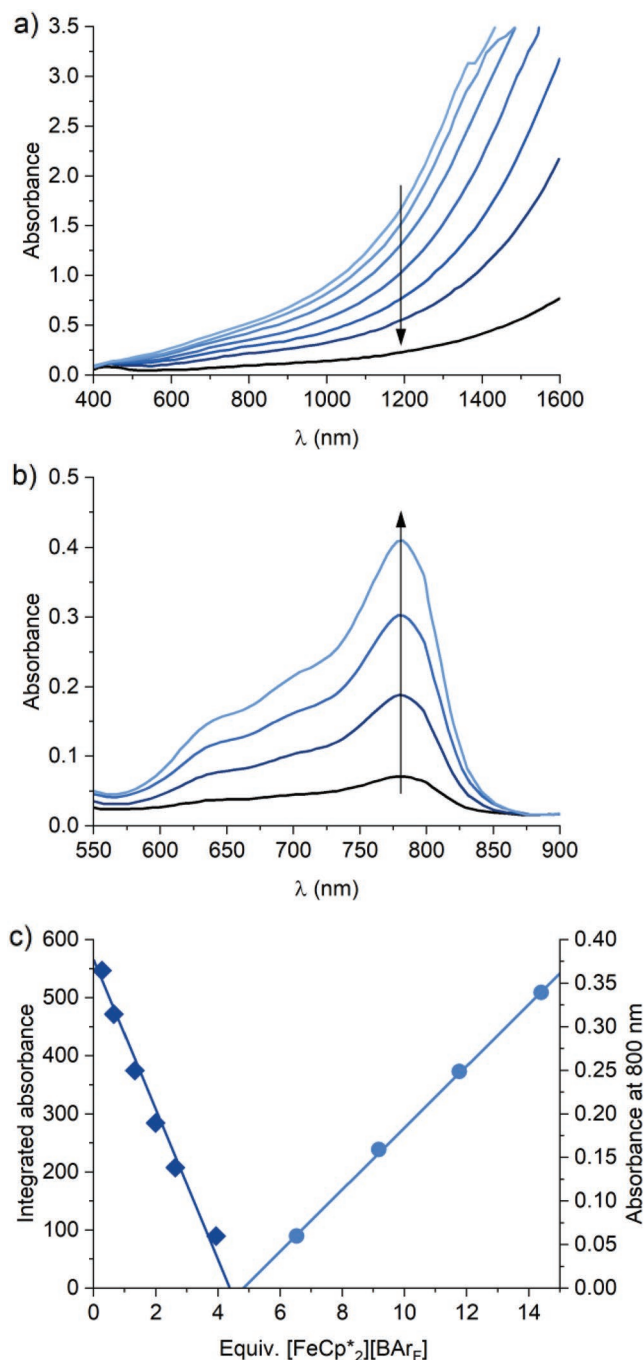 a)
3.5
3.0
2.5
2.0
1.5
1.0
0.5
0.0
Absorbance
400 600 800 1000 1200 1400 1600
λ (nm)
b)
0.5
0.4
0.3
0.2
0.1
0.0
Absorbance
550 600 650 700 750 800 850 900
λ (nm)
c)
600
500
400
300
200
100
0
Integrated absorbance
0.40
0.35
0.30
0.25
0.20
0.15
0.10
0.05
0.00
Absorbance at 800 nm
0 2 4 6 8 10 12 14
Equiv. [FeCp*₂][BArF]